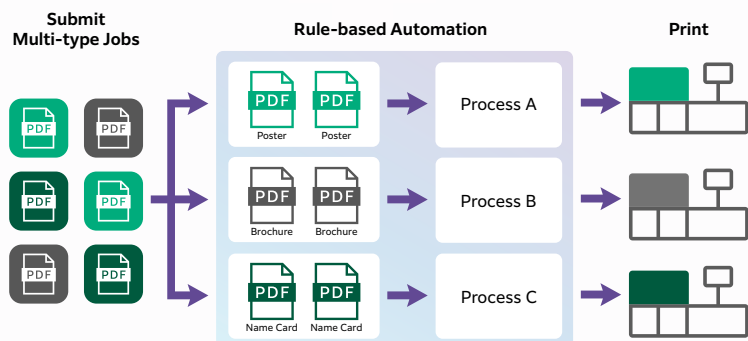 Submit
Multi-type Jobs
Rule-based Automation
Print
PDF PDF
PDF PDF
PDF PDF
PDF PDF
Poster Poster
Process A
PDF PDF
Brochure Brochure
Process B
PDF PDF
Name Card Name Card
Process C